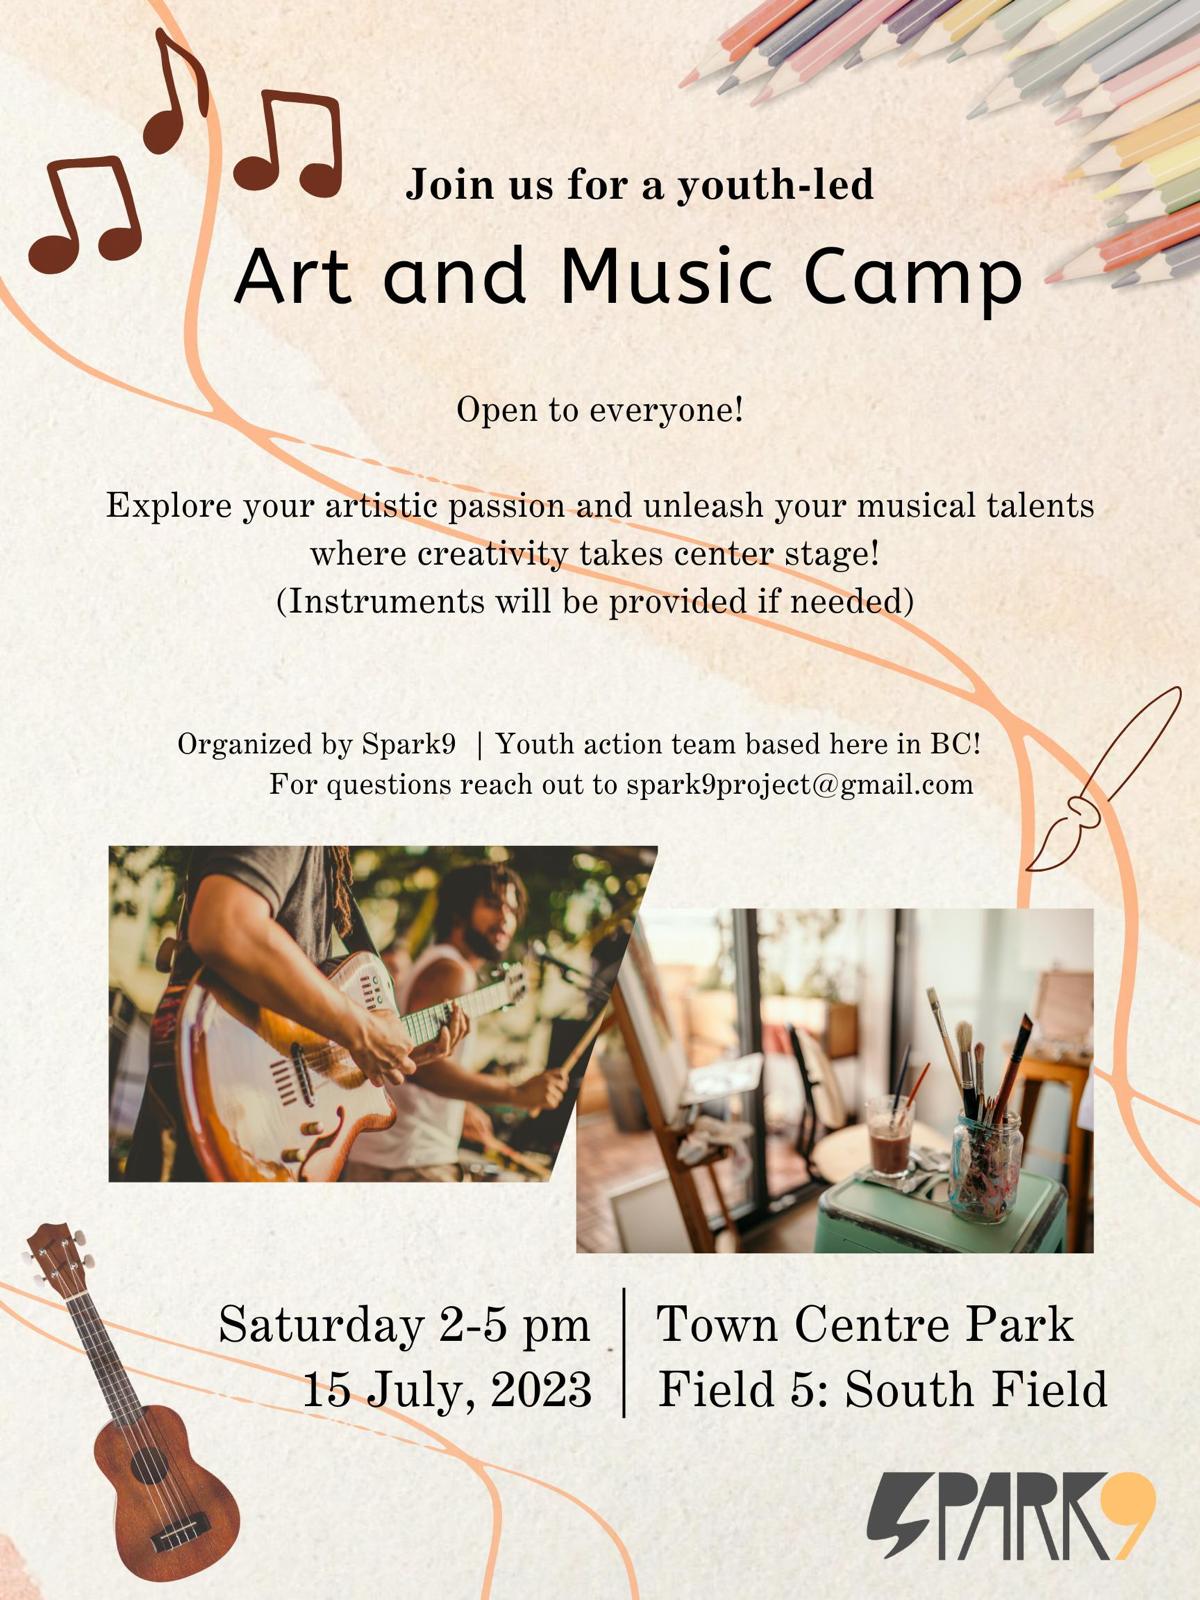 Join us for a youth-led
Art and Music Camp
Open to everyone!
Explore your artistic passion and unleash your musical talents
where creativity takes center stage!
(Instruments will be provided if needed)
Organized by Spark9 | Youth action team based here in BC!
For questions reach out to spark9project@gmail.com
Saturday 2-5 pm
15 July, 2023
Town Centre Park
Field 5: South Field
SPARK9